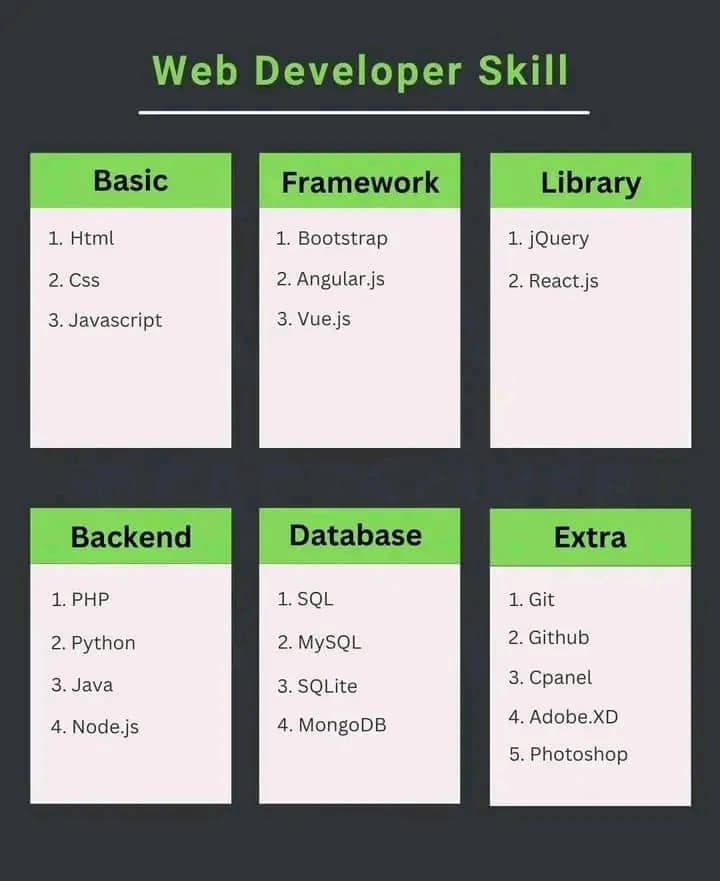 Web Developer Skill
Basic
1. Html
2. Css
3. Javascript
Framework
1. Bootstrap
2. Angular.js
3. Vue.js
Library
1. jQuery
2. React.js
Backend
1. PHP
2. Python
3. Java
4. Node.js
Database
1. SQL
2. MySQL
3. SQLite
4. MongoDB
Extra
1. Git
2. Github
3. Cpanel
4. Adobe.XD
5. Photoshop